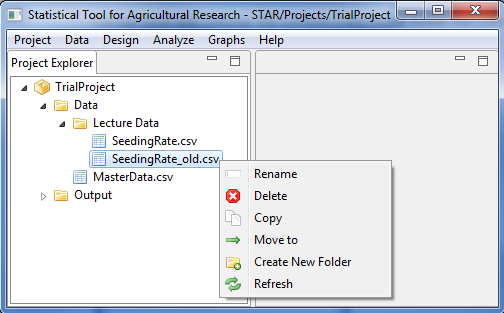 Statistical Tool for Agricultural Research - STAR/Projects/TrialProject
Project Data Design Analyze Graphs Help
Project Explorer
TrialProject
Data
Lecture Data
SeedingRate.csv
SeedingRate_old.csv
MasterData.csv
Output
Rename
Delete
Copy
Move to
Create New Folder
Refresh